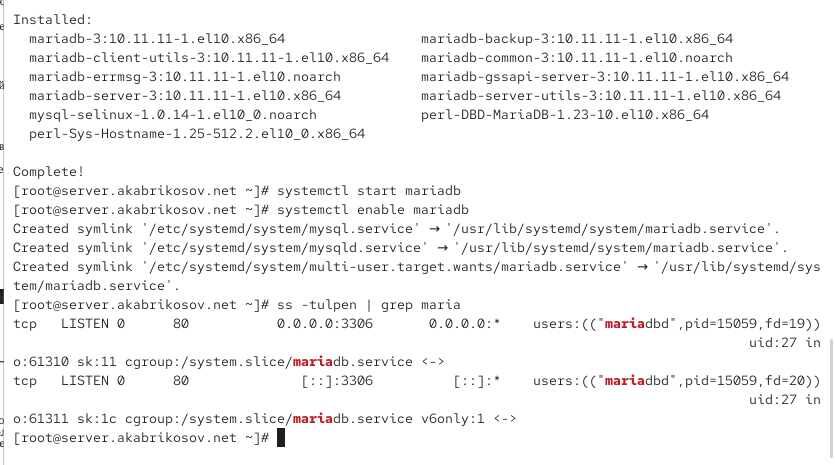 Installed:
mariadb-3:10.11.11-1.el10.x86_64 mariadb-backup-3:10.11.11-1.el10.x86_64
mariadb-client-utils-3:10.11.11-1.el10.x86_64 mariadb-common-3:10.11.11-1.el10.noarch
mariadb-errmsg-3:10.11.11-1.el10.noarch mariadb-gssapi-server-3:10.11.11-1.el10.x86_64
mariadb-server-3:10.11.11-1.el10.x86_64 mariadb-server-utils-3:10.11.11-1.el10.x86_64
mysql-selinux-1.0.14-1.el10_0.noarch perl-DBD-MariaDB-1.23-10.el10.x86_64
perl-Sys-Hostname-1.25-512.2.el10_0.x86_64
Complete!
[root@server.akabrikosov.net ~]# systemctl start mariadb
[root@server.akabrikosov.net ~]# systemctl enable mariadb
Created symlink '/etc/systemd/system/mysql.service' → '/usr/lib/systemd/system/mariadb.service'.
Created symlink '/etc/systemd/system/mysqld.service' → '/usr/lib/systemd/system/mariadb.service'.
Created symlink '/etc/systemd/system/multi-user.target.wants/mariadb.service' → '/usr/lib/systemd/sys
tem/mariadb.service'.
[root@server.akabrikosov.net ~]# ss -tulpen | grep maria
tcp LISTEN 0 80 0.0.0.0:3306 0.0.0.0:* users:(("mariadbd",pid=15059,fd=19))
uid:27 in
o:61310 sk:11 cgroup:/system.slice/mariadb.service <->
tcp LISTEN 0 80 [::]:3306 [::]:* users:(("mariadbd",pid=15059,fd=20))
uid:27 in
o:61311 sk:1c cgroup:/system.slice/mariadb.service v6only:1 <->
[root@server.akabrikosov.net ~]#